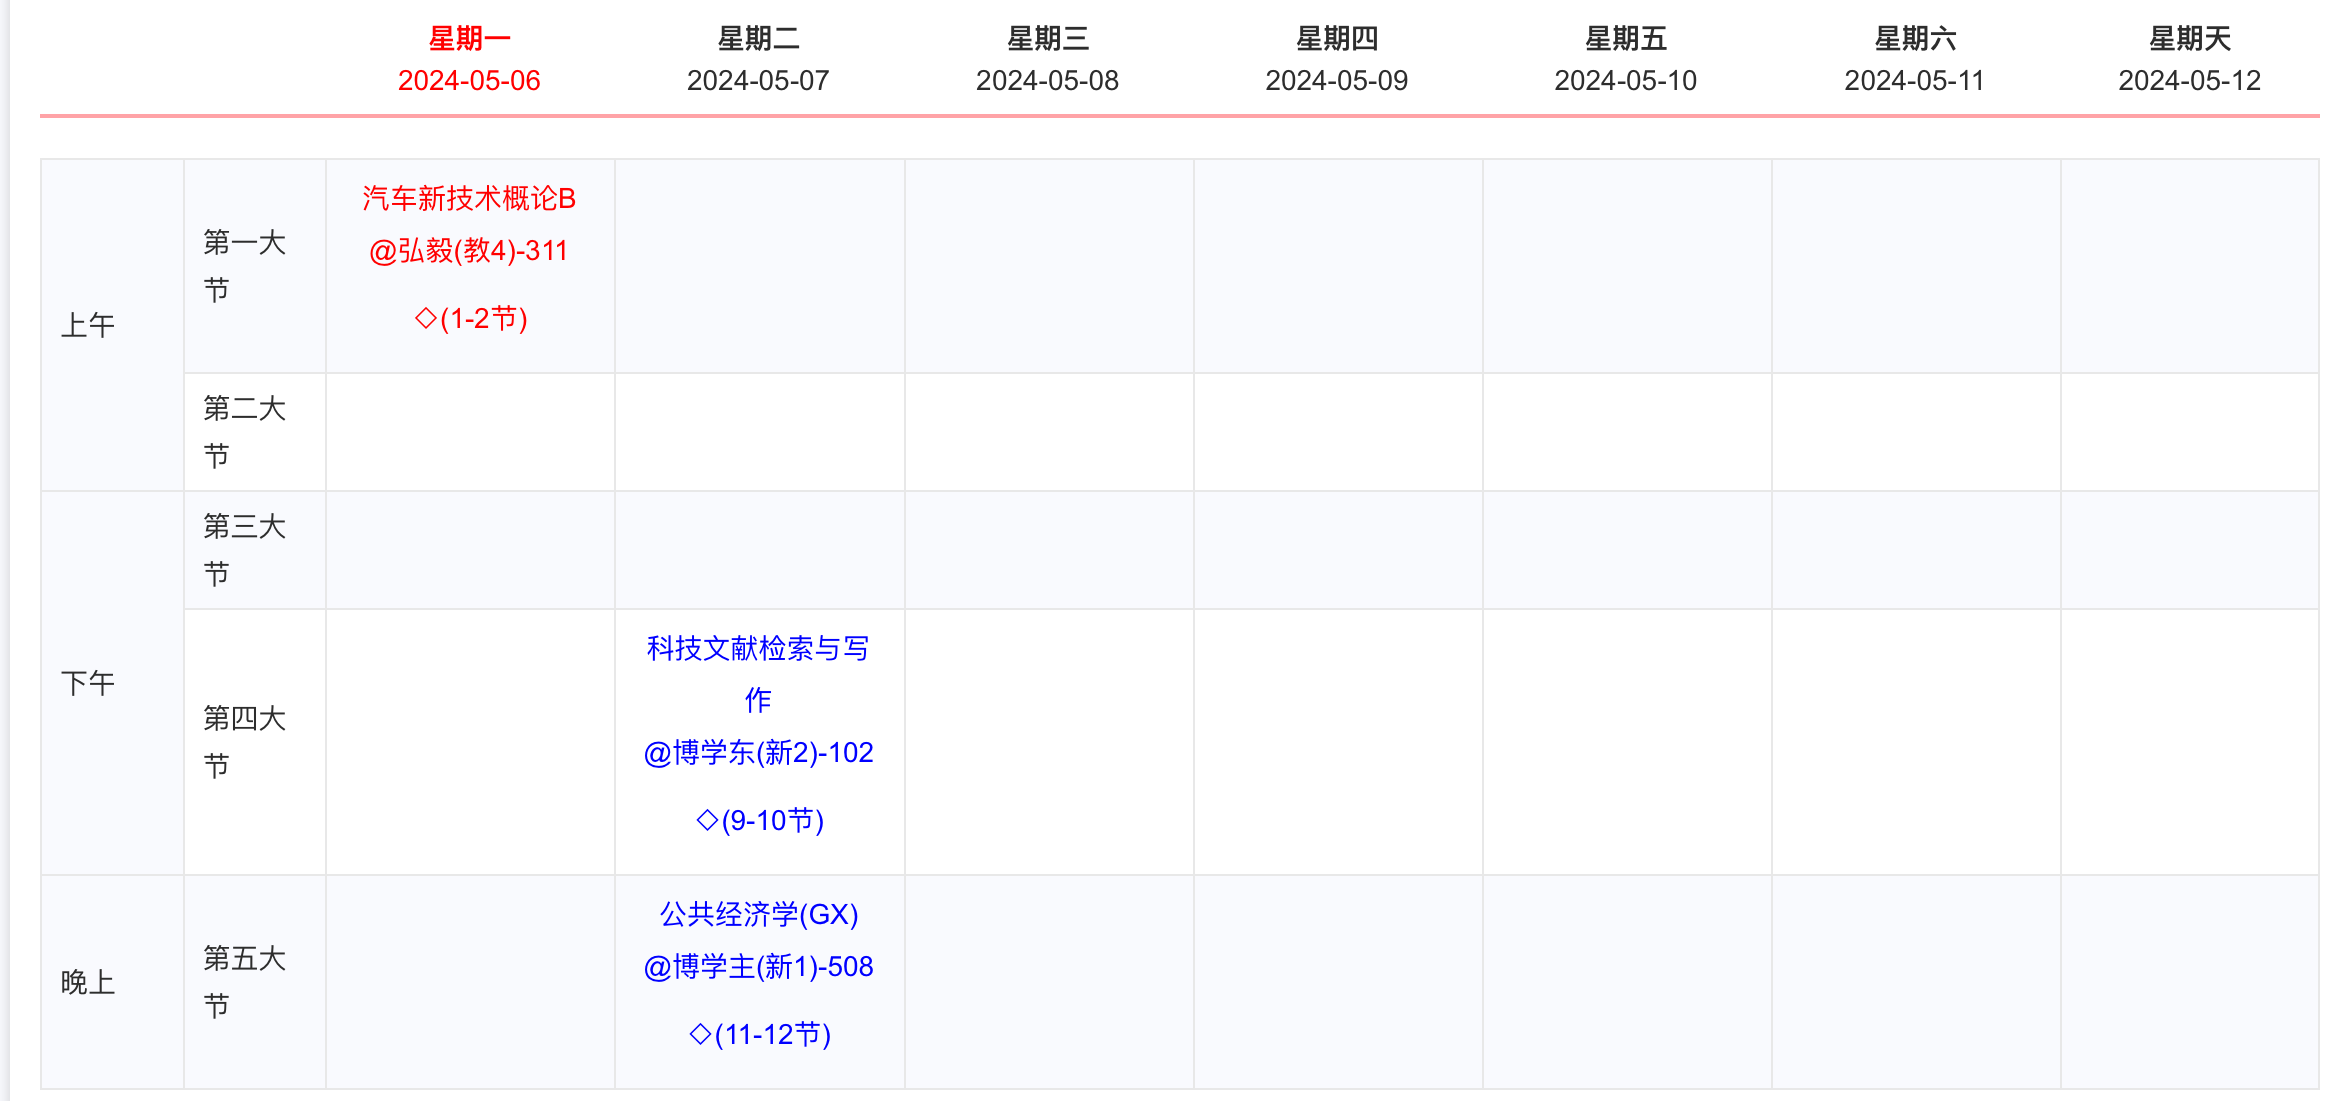 星期一 星期二 星期三 星期四 星期五 星期六 星期天
2024-05-06 2024-05-07 2024-05-08 2024-05-09 2024-05-10 2024-05-11 2024-05-12
上午
第一大
节
汽车新技术概论B
@弘毅(教4)-311
◇(1-2节)
第二大
节
下午
第三大
节
第四大
节
科技文献检索与写
作
@博学东(新2)-102
◇(9-10节)
晚上
第五大
节
公共经济学(GX)
@博学主(新1)-508
◇(11-12节)